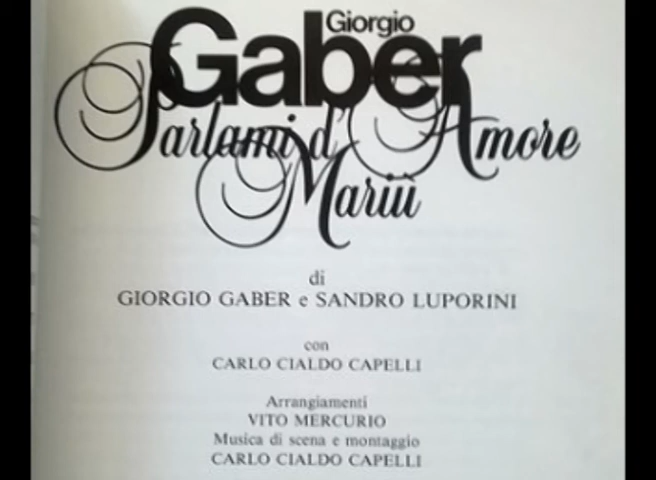 Giorgio
Gaber
Parlami d'Amore
Mariù
di
GIORGIO GABER e SANDRO LUPORINI
con
CARLO CIALDO CAPELLI
Arrangiamenti
VITO MERCURIO
Musica di scena e montaggio
CARLO CIALDO CAPELLI